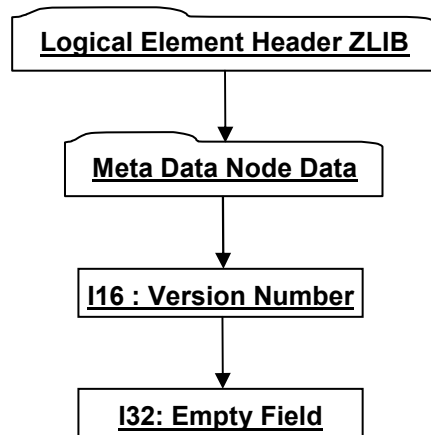 Logical Element Header ZLIB
Meta Data Node Data
I16 : Version Number
I32: Empty Field